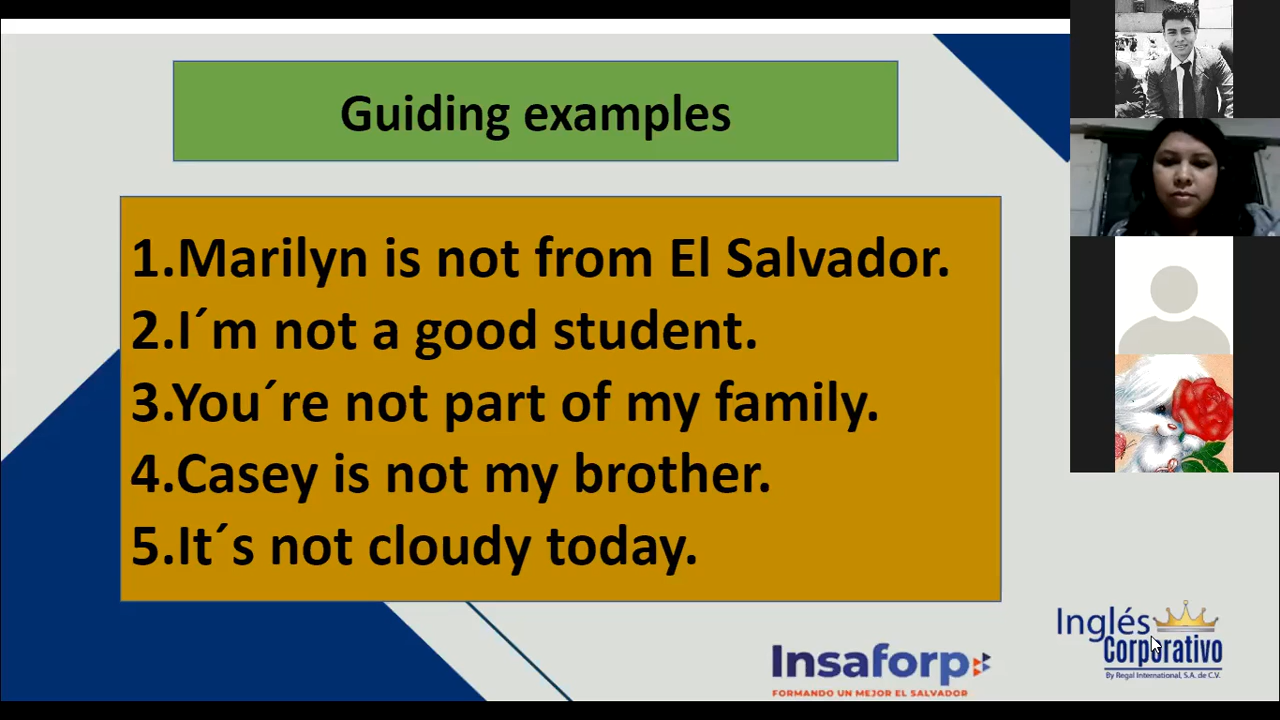 Guiding examples
1.Marilyn is not from El Salvador.
2.I´m not a good student.
3.You´re not part of my family.
4.Casey is not my brother.
5.It´s not cloudy today.
Insaforp
FORMANDO UN MEJOR EL SALVADOR
Inglés
Corporativo
By Regal International, S.A. de C.V.